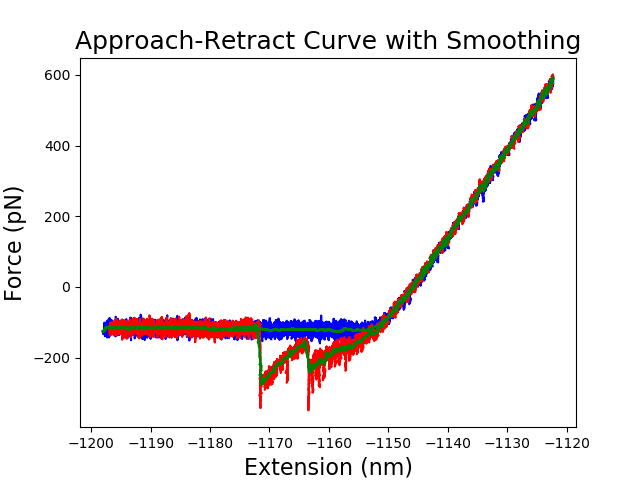 Approach-Retract Curve with Smoothing
600
400
200
0
−200
Force (pN)
−1200 −1190 −1180 −1170 −1160 −1150 −1140 −1130 −1120
Extension (nm)